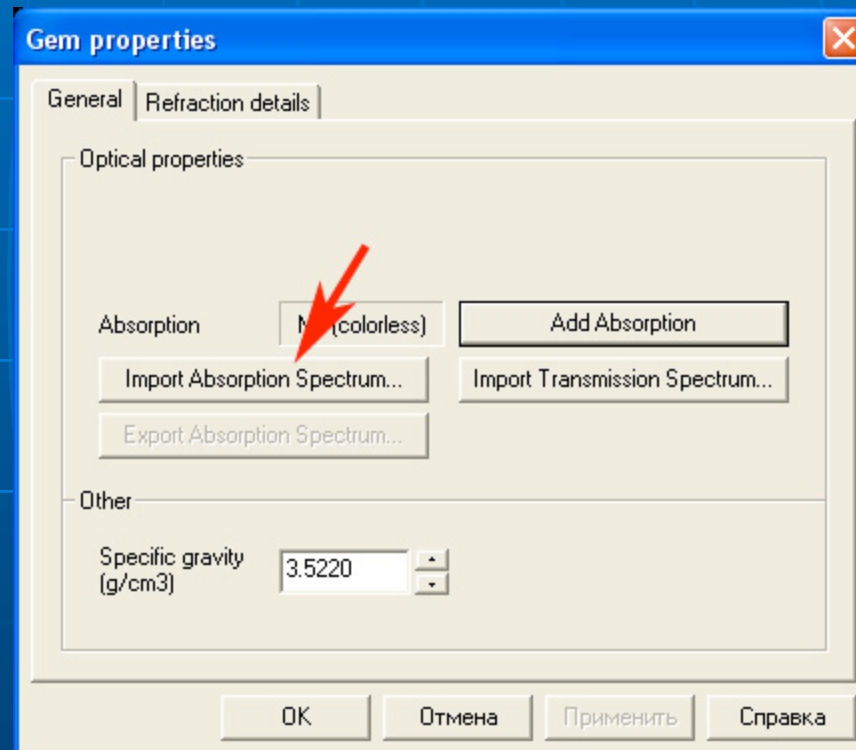 Gem properties
General
Refraction details
Optical properties
Absorption
(colorless)
Add Absorption
Import Absorption Spectrum...
Import Transmission Spectrum...
Export Absorption Spectrum...
Other
Specific gravity
(g/cm3)
3.5220
OK
Отмена
Применить
Справка